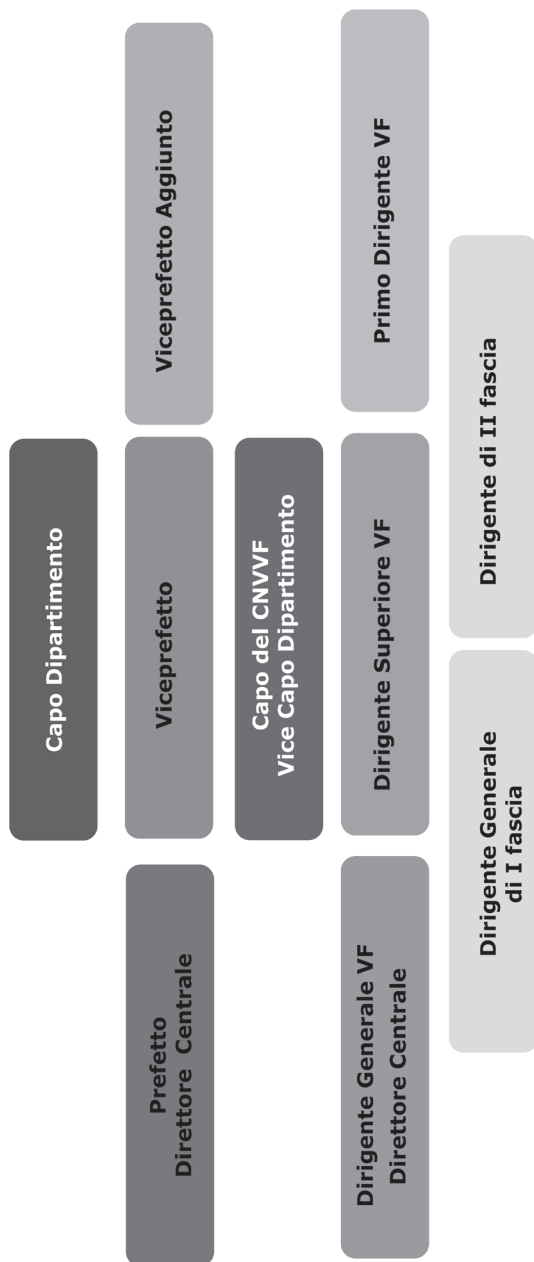 Capo Dipartimento
Prefetto
Direttore Centrale
Viceprefetto
Viceprefetto Aggiunto
Capo del CNVVF
Vice Capo Dipartimento
Dirigente Generale VF
Direttore Centrale
Dirigente Superiore VF
Primo Dirigente VF
Dirigente Generale
di I fascia
Dirigente di II fascia